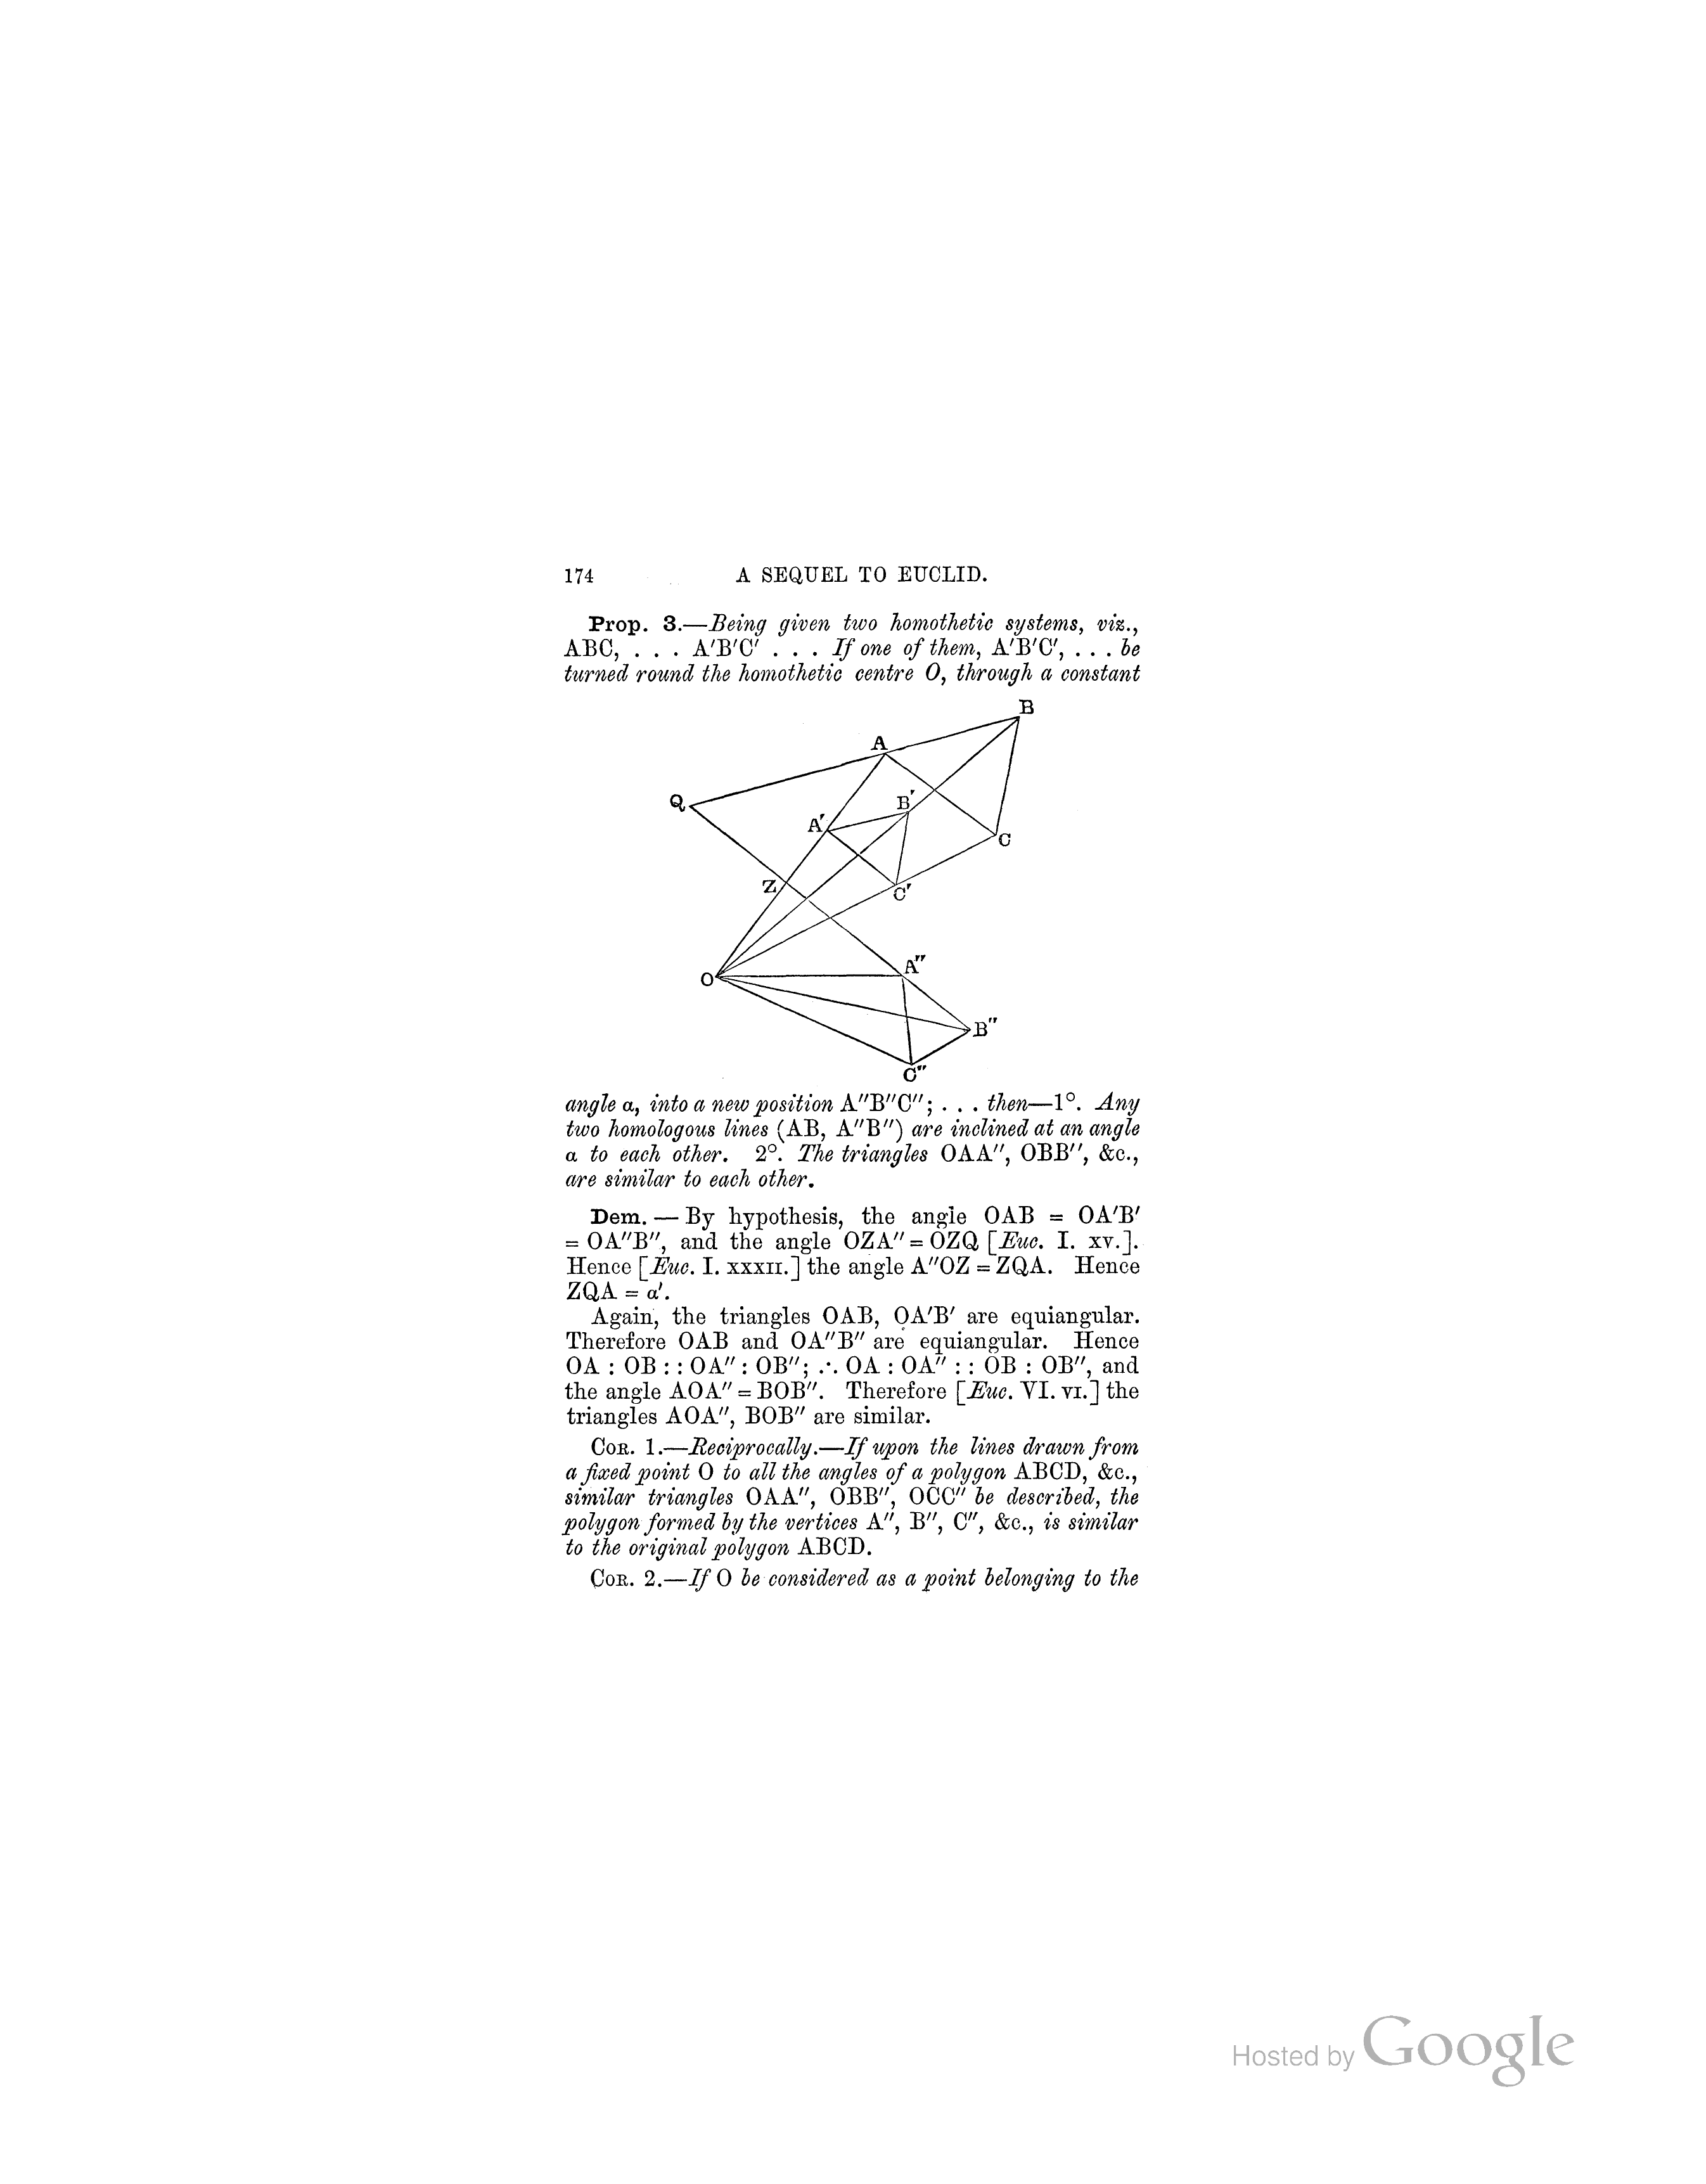 174 A SEQUEL TO EUCLID.
Prop. 3.—Being given two homothetic systems, viz.,
ABC, . . . A′B′C′ . . . If one of them, A′B′C′, . . . be
turned round the homothetic centre O, through a constant
B
A
Q
B′
A′
C
Z
C′
A″
O
B″
C″
angle α, into a new position A″B″C″; . . . then—1°. Any
two homologous lines (AB, A″B″) are inclined at an angle
α to each other. 2°. The triangles OAA″, OBB″, &c.,
are similar to each other.
Dem. — By hypothesis, the angle OAB = OA′B′
= OA″B″, and the angle OZA″ = OZQ [Euc. I. xv.].
Hence [Euc. I. xxxii.] the angle A″OZ = ZQA. Hence
ZQA = α′.
Again, the triangles OAB, OA′B′ are equiangular.
Therefore OAB and OA″B″ are equiangular. Hence
OA : OB : : OA″ : OB″; ∴ OA : OA″ : : OB : OB″, and
the angle AOA″ = BOB″. Therefore [Euc. VI. vi.] the
triangles AOA″, BOB″ are similar.
Cor. 1.—Reciprocally.—If upon the lines drawn from
a fixed point O to all the angles of a polygon ABCD, &c.,
similar triangles OAA″, OBB″, OCC″ be described, the
polygon formed by the vertices A″, B″, C″, &c., is similar
to the original polygon ABCD.
Cor. 2.—If O be considered as a point belonging to the
Hosted by Google